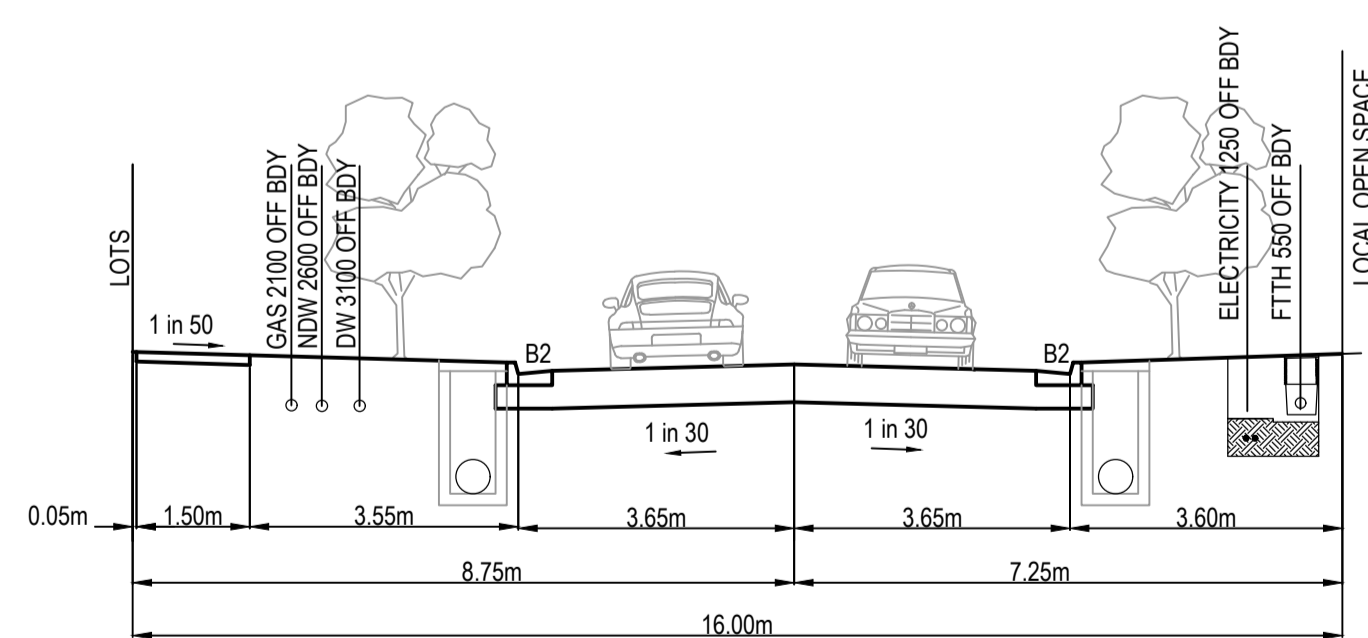 LOTS
1 in 50
GAS 2100 OFF BDY
NDW 2600 OFF BDY
DW 3100 OFF BDY
B2
B2
ELECTRICITY 1250 OFF BDY
FTTH 550 OFF BDY
LOCAL OPEN SPACE
1 in 30
1 in 30
0.05m
1.50m
3.55m
3.65m
3.65m
3.60m
8.75m
7.25m
16.00m